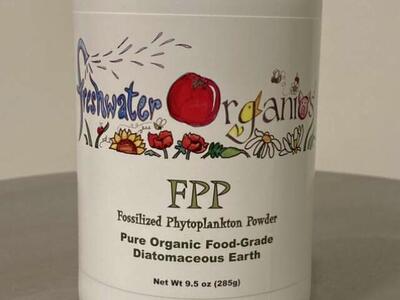 freshwater Organics
FPP
Fossilized Phytoplankton Powder
Pure Organic Food-Grade
Diatomaceous Earth
Net Wt 9.5 oz (285g)